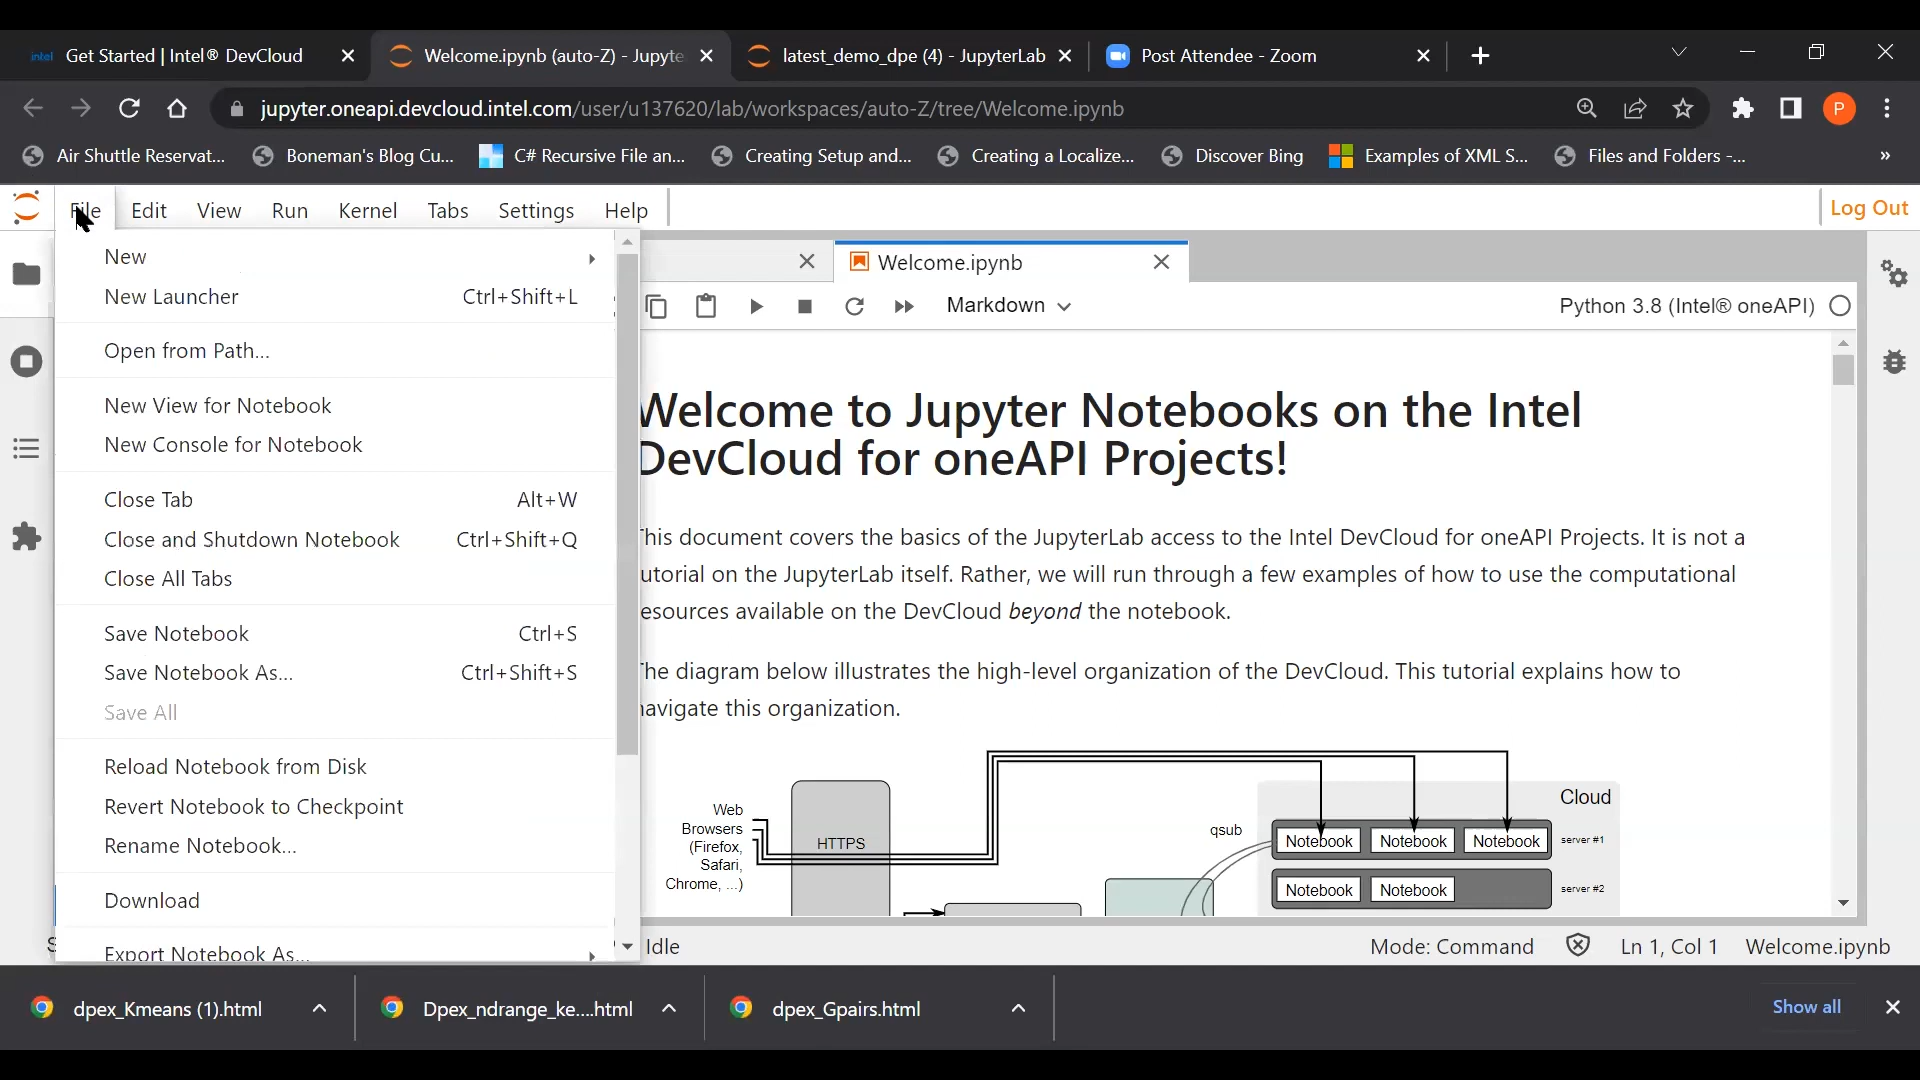 intel Get Started | Intel® DevCloud
Welcome.ipynb (auto-Z) - Jupyte
latest_demo_dpe (4) - JupyterLab
Post Attendee - Zoom
jupyter.oneapi.devcloud.intel.com/user/u137620/lab/workspaces/auto-Z/tree/Welcome.ipynb
P
Air Shuttle Reservat...
Boneman's Blog Cu...
C# Recursive File an...
Creating Setup and...
Creating a Localize...
Discover Bing
Examples of XML S...
Files and Folders -...
»
File Edit View Run Kernel Tabs Settings Help
Log Out
New
New Launcher Ctrl+Shift+L
Open from Path...
New View for Notebook
New Console for Notebook
Close Tab Alt+W
Close and Shutdown Notebook Ctrl+Shift+Q
Close All Tabs
Save Notebook Ctrl+S
Save Notebook As... Ctrl+Shift+S
Save All
Reload Notebook from Disk
Revert Notebook to Checkpoint
Rename Notebook...
Download
Export Notebook As...
Welcome.ipynb
Markdown
Python 3.8 (Intel® oneAPI)
Welcome to Jupyter Notebooks on the Intel
DevCloud for oneAPI Projects!
This document covers the basics of the JupyterLab access to the Intel DevCloud for oneAPI Projects. It is not a
utorial on the JupyterLab itself. Rather, we will run through a few examples of how to use the computational
esources available on the DevCloud beyond the notebook.
The diagram below illustrates the high-level organization of the DevCloud. This tutorial explains how to
navigate this organization.
Web
Browsers
(Firefox,
Safari,
Chrome, ...)
HTTPS
qsub
Cloud
Notebook Notebook Notebook server #1
Notebook Notebook server #2
Idle
Mode: Command
Ln 1, Col 1
Welcome.ipynb
dpex_Kmeans (1).html
Dpex_ndrange_ke....html
dpex_Gpairs.html
Show all